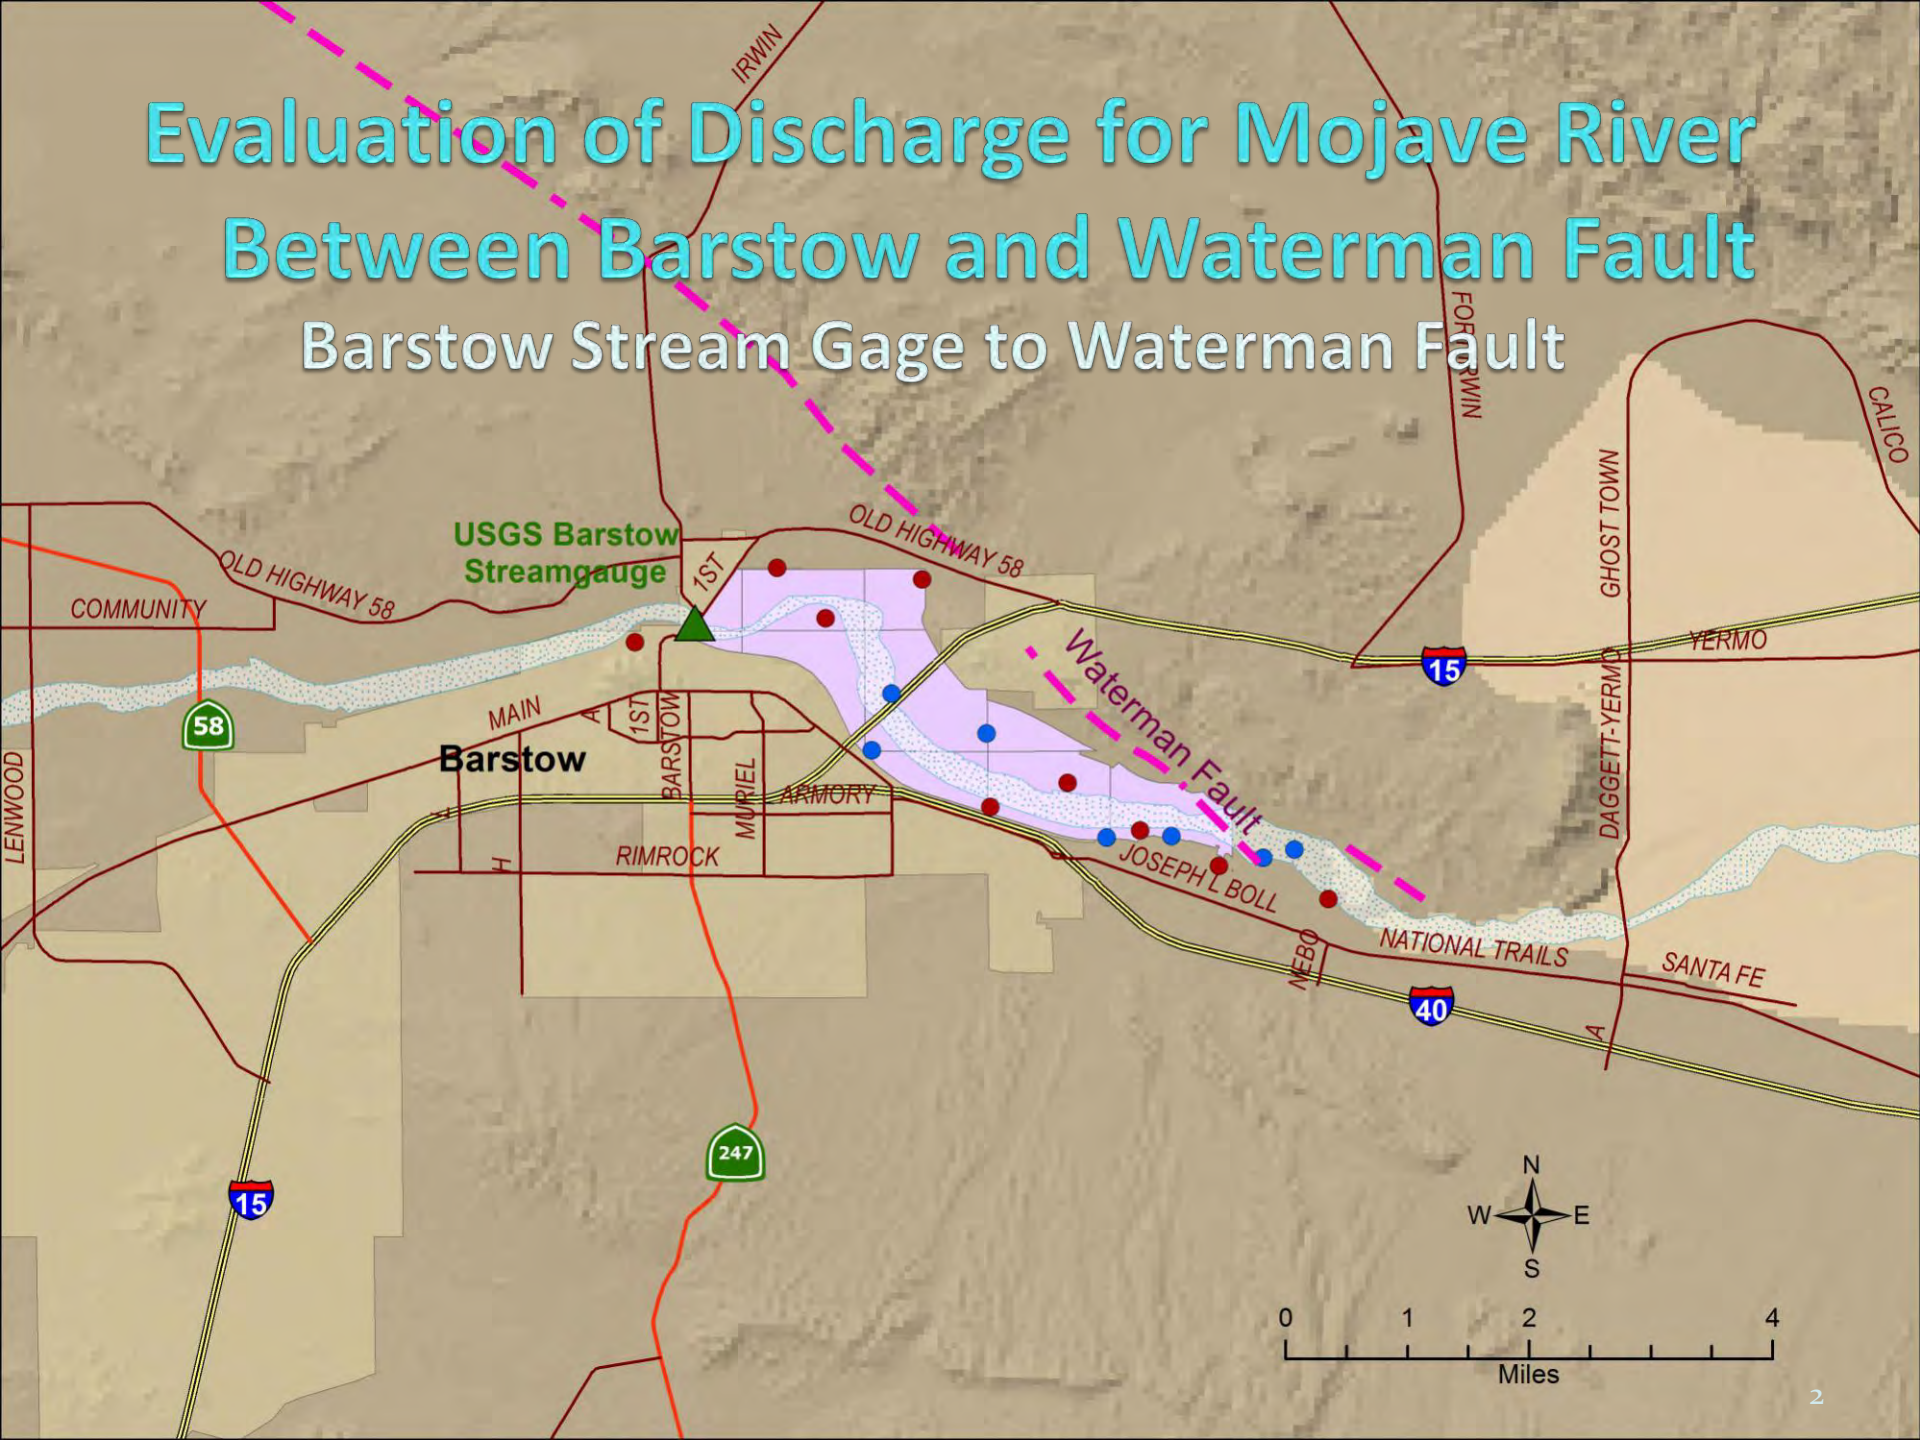 Evaluation of Discharge for Mojave River
Between Barstow and Waterman Fault
Barstow Stream Gage to Waterman Fault
IRWIN
FORT IRWIN
CALICO
GHOST TOWN
OLD HIGHWAY 58
USGS Barstow
Streamgauge
1ST
OLD HIGHWAY 58
COMMUNITY
YERMO
15
Waterman Fault
DAGGETT-YERMO
58
MAIN
A
1ST
BARSTOW
Barstow
LENWOOD
MURIEL
ARMORY
L
H
RIMROCK
JOSEPH L BOLL
NEBO
NATIONAL TRAILS
SANTA FE
40
A
247
15
N
W E
S
0 1 2 4
Miles
2